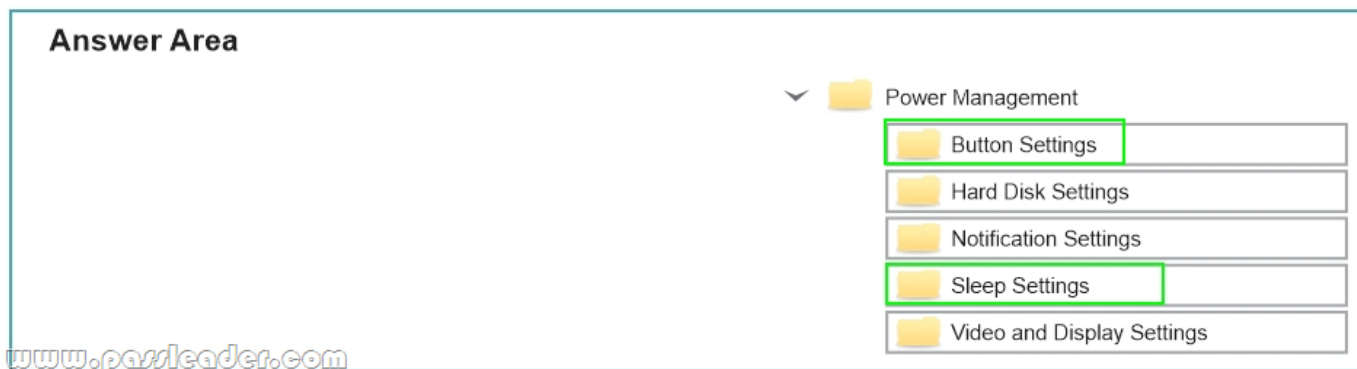 Answer Area
Power Management
Button Settings
Hard Disk Settings
Notification Settings
Sleep Settings
Video and Display Settings
www.passleader.com